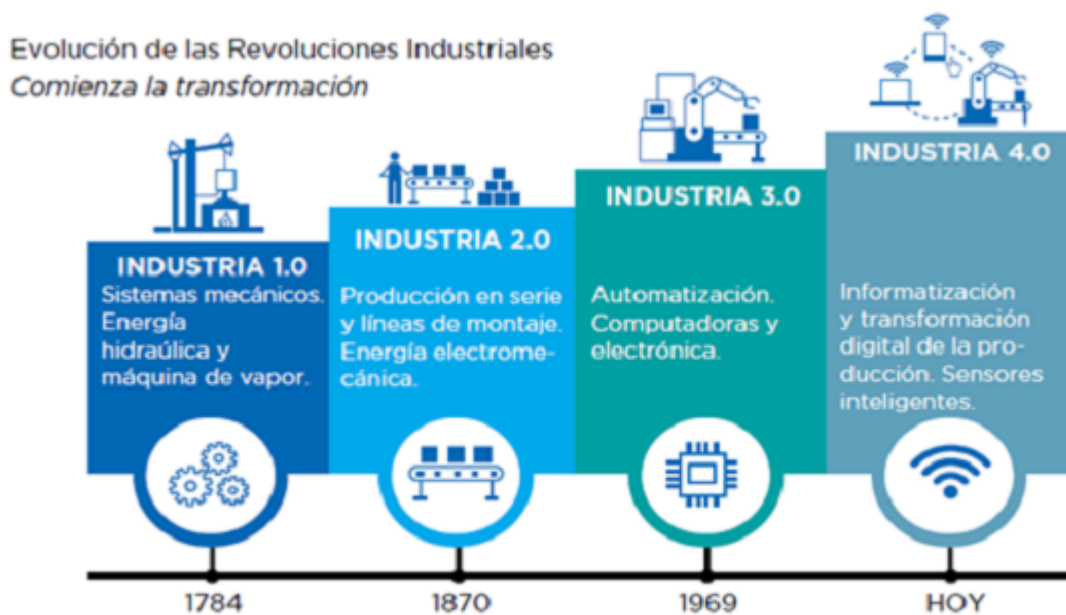 Evolución de las Revoluciones Industriales
Comienza la transformación
INDUSTRIA 1.0
Sistemas mecánicos.
Energía
hidraúlica y
máquina de vapor.
INDUSTRIA 2.0
Producción en serie
y líneas de montaje.
Energía electrome-
cánica.
INDUSTRIA 3.0
Automatización.
Computadoras y
electrónica.
INDUSTRIA 4.0
Informatización
y transformación
digital de la pro-
ducción. Sensores
inteligentes.
1784
1870
1969
HOY